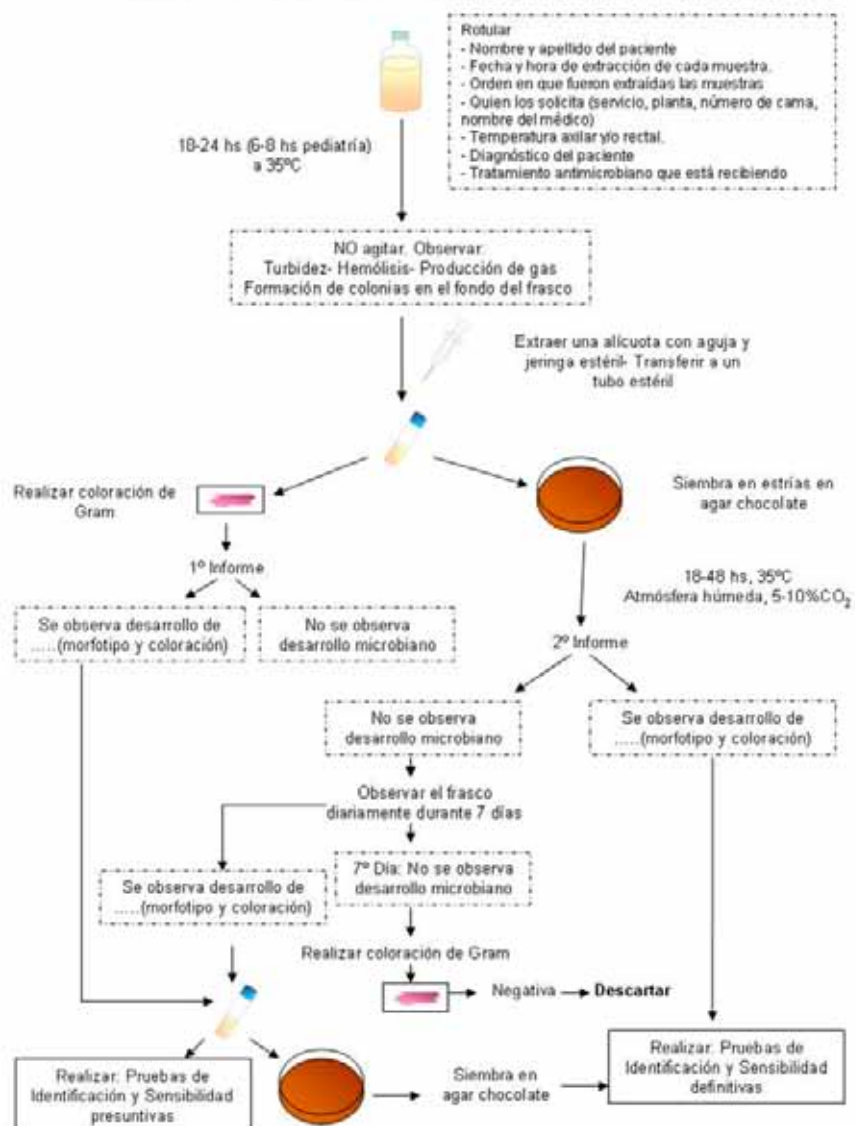 Rotular
- Nombre y apellido del paciente
- Fecha y hora de extracción de cada muestra.
- Orden en que fueron extraídas las muestras
- Quien los solicita (servicio, planta, número de cama,
nombre del médico)
- Temperatura axilar y/o rectal.
- Diagnóstico del paciente
- Tratamiento antimicrobiano que está recibiendo
18-24 hs (6-8 hs pediatría)
a 35ºC
NO agitar. Observar:
Turbidez- Hemólisis- Producción de gas
Formación de colonias en el fondo del frasco
Extraer una alícuota con aguja y
jeringa estéril- Transferir a un
tubo estéril
Realizar coloración de
Gram
Siembra en estrías en
agar chocolate
1º Informe
18-48 hs, 35ºC
Atmósfera húmeda, 5-10%CO2
Se observa desarrollo de
.....(morfotipo y coloración)
No se observa
desarrollo microbiano
2º Informe
No se observa
desarrollo microbiano
Se observa desarrollo de
.....(morfotipo y coloración)
Observar el frasco
diariamente durante 7 días
Se observa desarrollo de
.....(morfotipo y coloración)
7º Día: No se observa
desarrollo microbiano
Realizar coloración de Gram
Negativa
Descartar
Realizar: Pruebas de
Identificación y Sensibilidad
presuntivas
Siembra en
agar chocolate
Realizar: Pruebas de
Identificación y Sensibilidad
definitivas